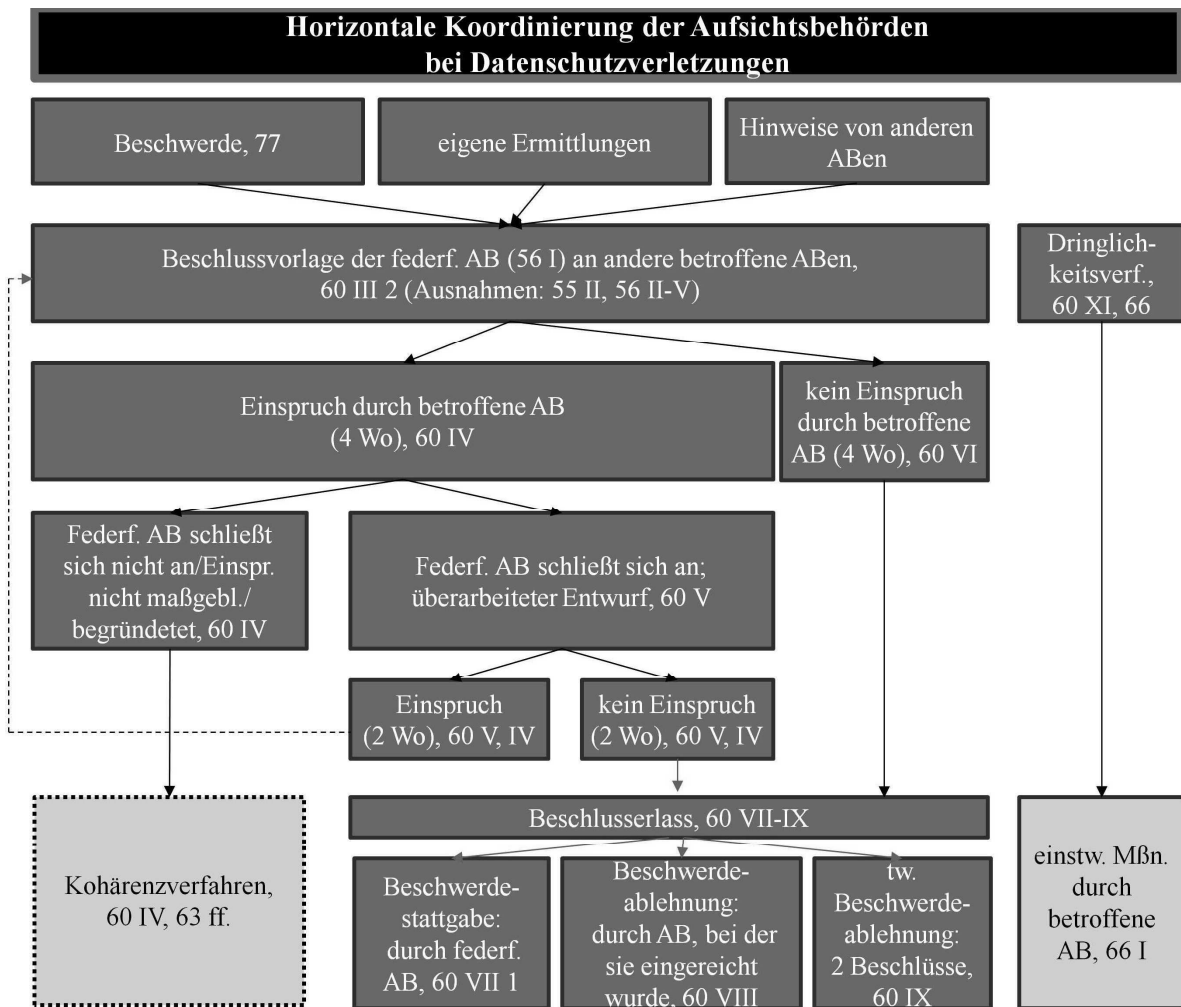 Horizontale Koordinierung der Aufsichtsbehörden
bei Datenschutzverletzungen
Beschwerde, 77
eigene Ermittlungen
Hinweise von anderen
ABen
Beschlussvorlage der federf. AB (56 I) an andere betroffene ABen,
60 III 2 (Ausnahmen: 55 II, 56 II-V)
Dringlich-
keitsverf.,
60 XI, 66
Einspruch durch betroffene AB
(4 Wo), 60 IV
kein Einspruch
durch betroffene
AB (4 Wo), 60 VI
Federf. AB schließt
sich nicht an/Einspr.
nicht maßgebl./
begründetet, 60 IV
Federf. AB schließt sich an;
überarbeiteter Entwurf, 60 V
Einspruch
(2 Wo), 60 V, IV
kein Einspruch
(2 Wo), 60 V, IV
Kohärenzverfahren,
60 IV, 63 ff.
Beschlusserlass, 60 VII-IX
Beschwerde-
stattgabe:
durch federf.
AB, 60 VII 1
Beschwerde-
ablehnung:
durch AB, bei der
sie eingereicht
wurde, 60 VIII
tw.
Beschwerde-
ablehnung:
2 Beschlüsse,
60 IX
einstw. Mßn.
durch
betroffene
AB, 66 I